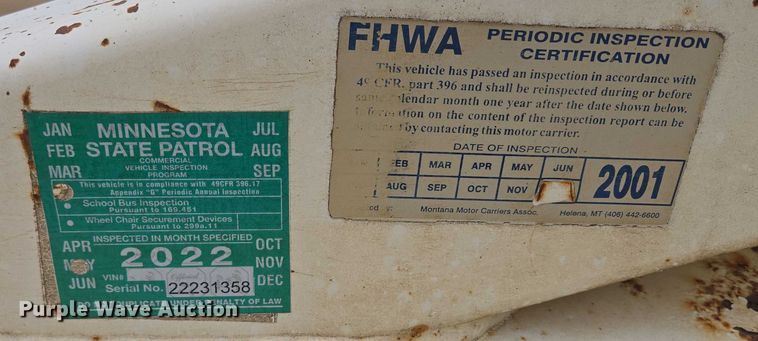 JAN MINNESOTA JUL
FEB STATE PATROL AUG
MAR COMMERCIAL SEP
VEHICLE INSPECTION
PROGRAM
This vehicle is in compliance with 49CFR 396.17
Appendix "G" Periodic Annual Inspection
School Bus Inspection
Pursuant to 169.451
Wheel Chair Securement Devices
Pursuant to 299a.11
INSPECTED IN MONTH SPECIFIED
APR 2022 OCT
NOV
JUN VIN# DEC
Serial No. 22231358
DUPLICATE UNDER PENALTY OF LAW
FHWA PERIODIC INSPECTION
CERTIFICATION
This vehicle has passed an inspection in accordance with
CFR, part 396 and shall be reinspected during or before
same calendar month one year after the date shown below.
on the content of the inspection report can be
by contacting this motor carrier.
DATE OF INSPECTION
FEB MAR APR MAY JUN
AUG SEP OCT NOV
2001
by: Montana Motor Carriers Assoc. Helena, MT (406) 442-6600
Purple Wave Auction